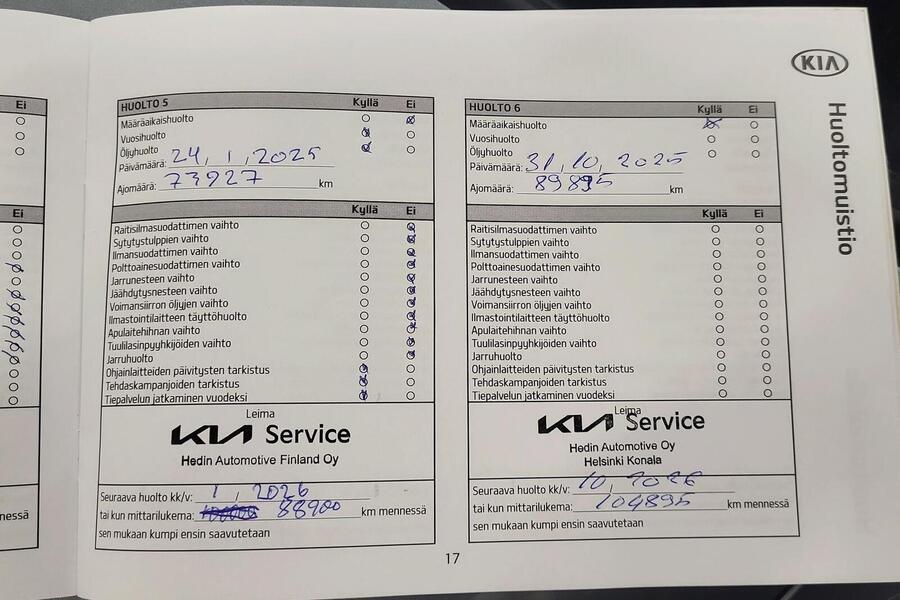 Ei
Ei
nessä
HUOLTO 5 Kyllä Ei
Määräaikaishuolto
Vuosihuolto
Öljyhuolto
Päivämäärä: 24, 1, 2025
Ajomäärä: 73927 km
Kyllä Ei
Raitisilmasuodattimen vaihto
Sytytystulppien vaihto
Ilmansuodattimen vaihto
Polttoainesuodattimen vaihto
Jarrunesteen vaihto
Jäähdytysnesteen vaihto
Voimansiirron öljyjen vaihto
Ilmastointilaitteen täyttöhuolto
Apulaitehihnan vaihto
Tuulilasinpyyhkijöiden vaihto
Jarruhuolto
Ohjainlaitteiden päivitysten tarkistus
Tehdaskampanjoiden tarkistus
Tiepalvelun jatkaminen vuodeksi
Leima
KIA Service
Hedin Automotive Finland Oy
Seuraava huolto kk/v: 1, 2026
tai kun mittarilukema: 88900 km mennessä
sen mukaan kumpi ensin saavutetaan
HUOLTO 6 Kyllä Ei
Määräaikaishuolto
Vuosihuolto
Öljyhuolto
Päivämäärä: 31, 10, 2025
Ajomäärä: 89895 km
Kyllä Ei
Raitisilmasuodattimen vaihto
Sytytystulppien vaihto
Ilmansuodattimen vaihto
Polttoainesuodattimen vaihto
Jarrunesteen vaihto
Jäähdytysnesteen vaihto
Voimansiirron öljyjen vaihto
Ilmastointilaitteen täyttöhuolto
Apulaitehihnan vaihto
Tuulilasinpyyhkijöiden vaihto
Jarruhuolto
Ohjainlaitteiden päivitysten tarkistus
Tehdaskampanjoiden tarkistus
Tiepalvelun jatkaminen vuodeksi
Leima
KIA Service
Hedin Automotive Oy
Helsinki Konala
Seuraava huolto kk/v: 10, 2026
tai kun mittarilukema: 104895 km mennessä
sen mukaan kumpi ensin saavutetaan
KIA
Huoltomuistio
17